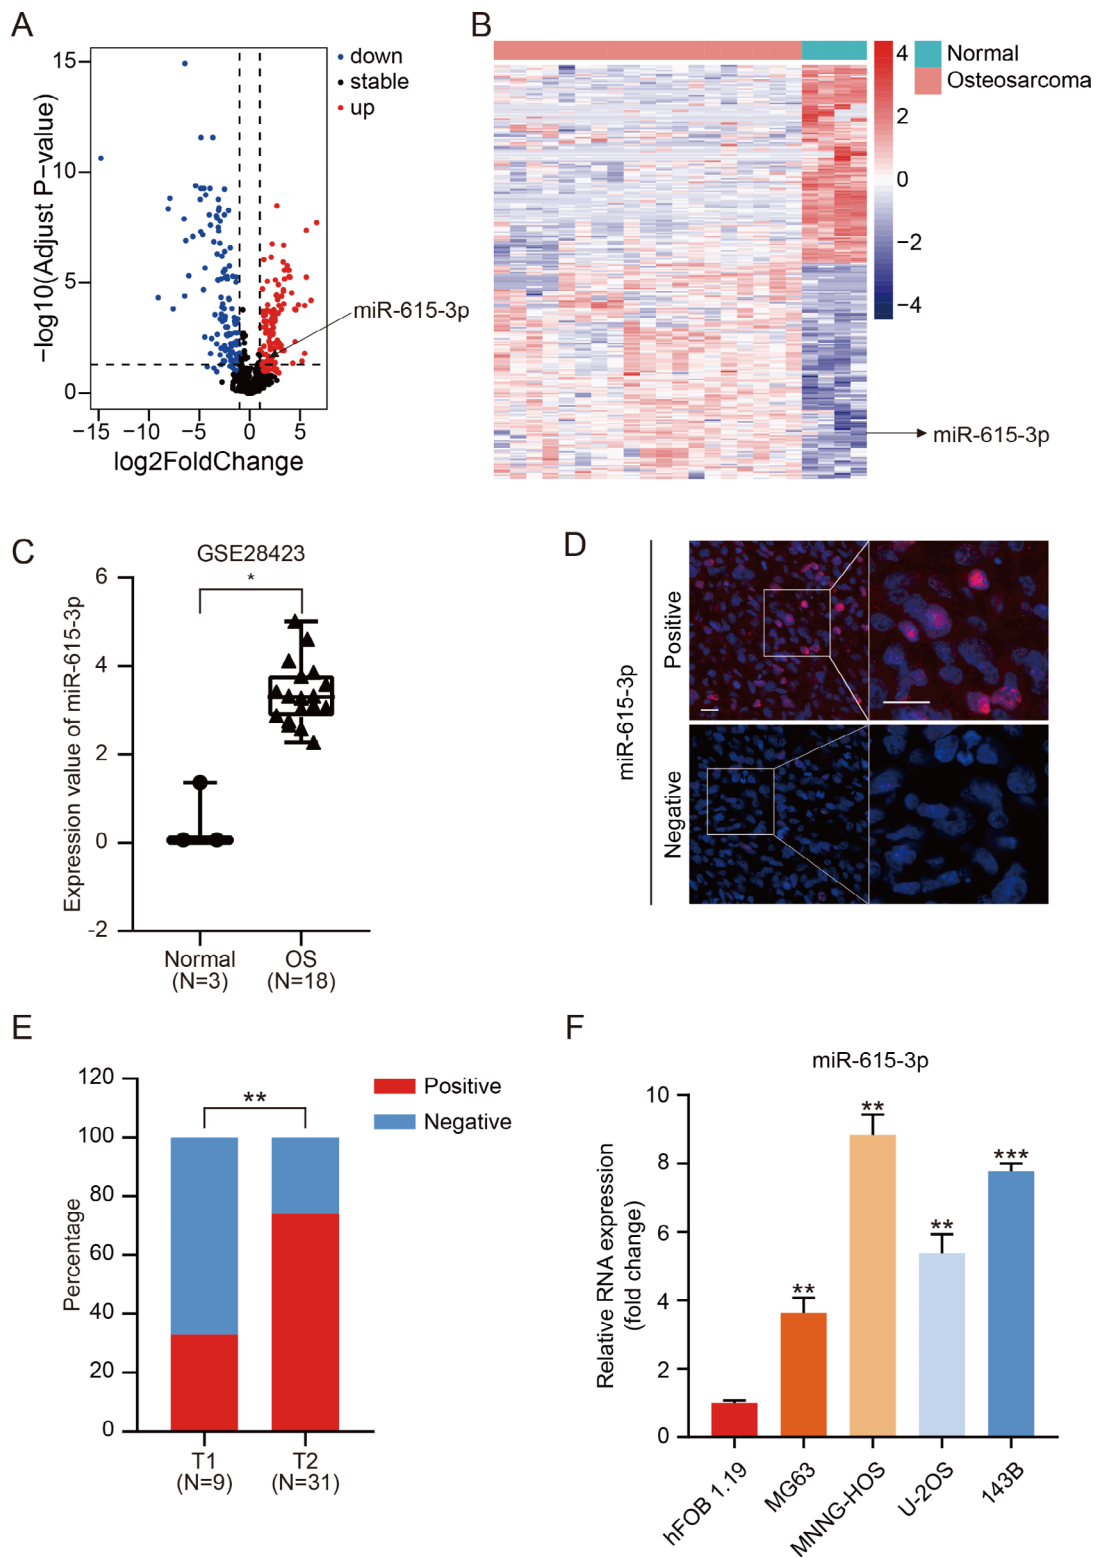 A
down
stable
up
15
10
5
0
−log10(Adjust P−value)
miR-615-3p
−15 −10 −5 0 5
log2FoldChange
B
4
2
0
−2
−4
Normal
Osteosarcoma
miR-615-3p
C
GSE28423
*
6
4
2
0
-2
Expression value of miR-615-3p
Normal
(N=3)
OS
(N=18)
D
miR-615-3p
Positive
Negative
E
120
100
80
60
40
20
0
Percentage
**
Positive
Negative
T1
(N=9)
T2
(N=31)
F
miR-615-3p
10
8
6
4
2
0
Relative RNA expression
(fold change)
**
**
**
***
hFOB 1.19
MG63
MNNG-HOS
U-2OS
143B